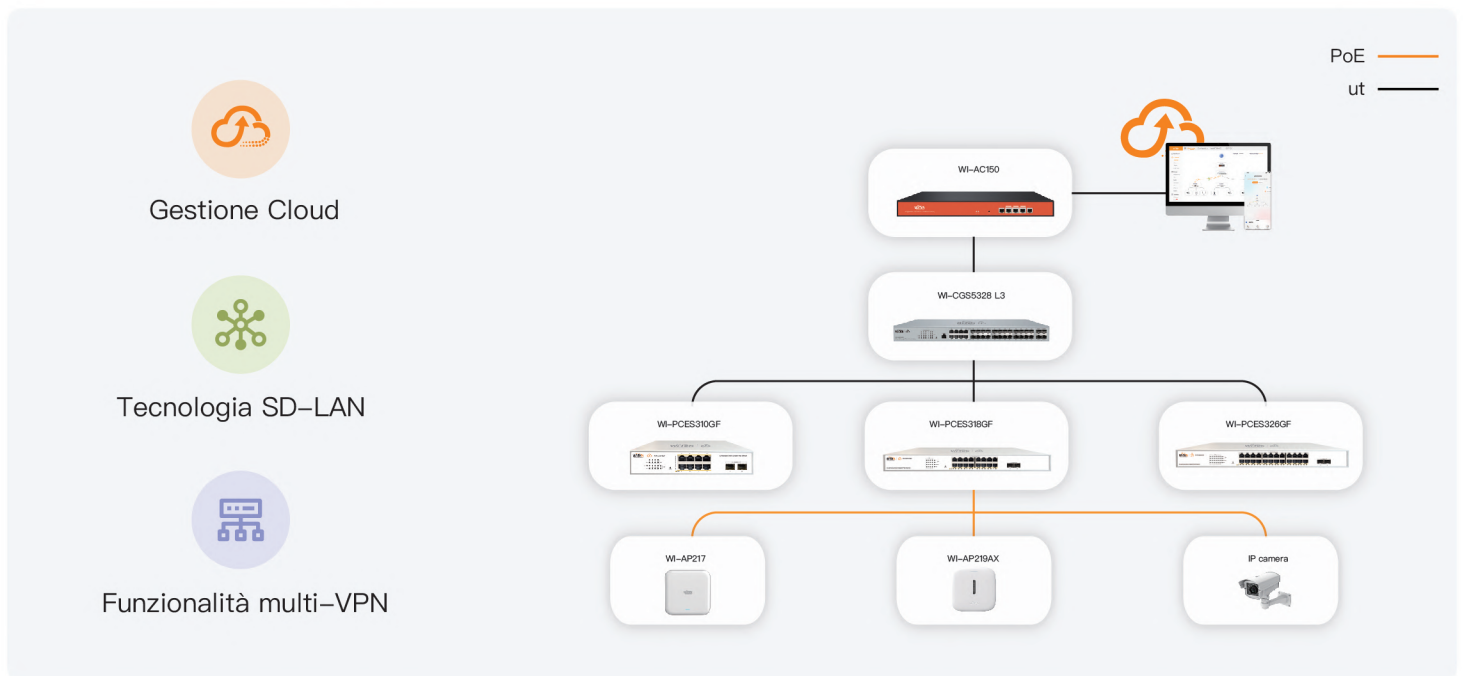 PoE
ut
Gestione Cloud
Tecnologia SD-LAN
Funzionalità multi-VPN
WI-AC150
WI-CGS5328 L3
WI-PCES310GF
WI-PCES318GF
WI-PCES326GF
WI-AP217
WI-AP219AX
IP camera